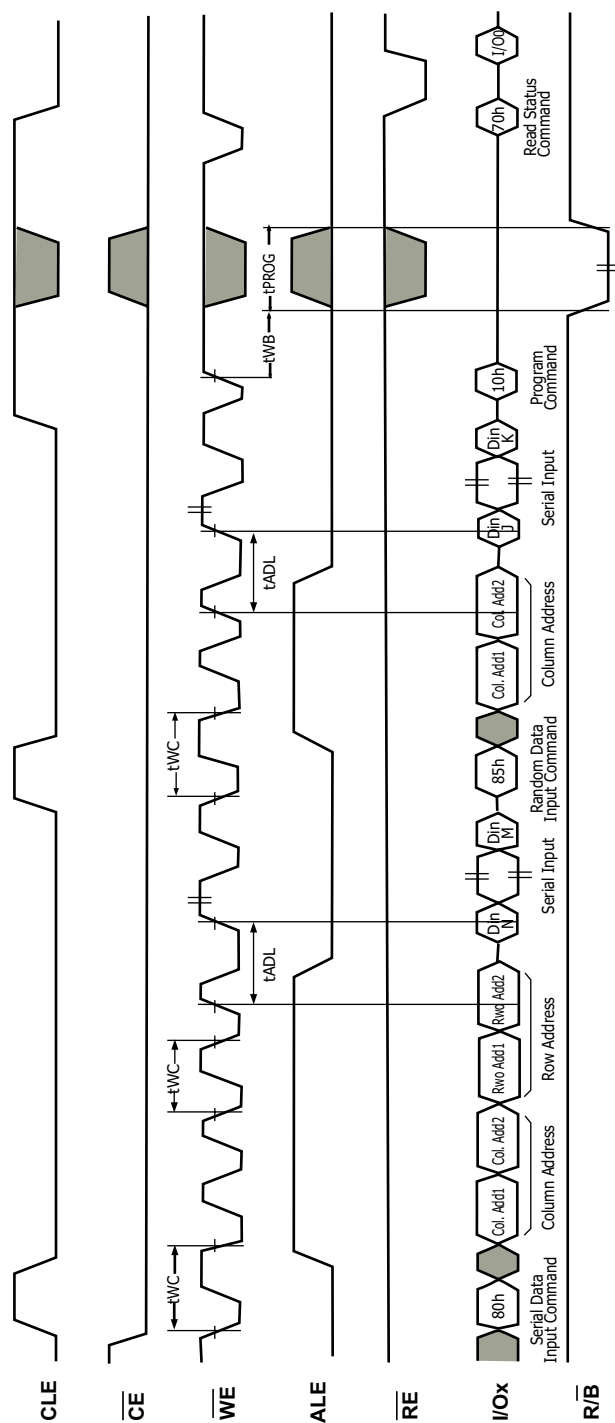 CLE
CE
WE
tWC
tWC
tADL
tWC
tADL
tWB
tPROG
ALE
RE
I/Ox
80h
Col. Add1
Col. Add2
Rwo Add1
Rwo Add2
Din
N
Din
M
85h
Col. Add1
Col. Add2
Din
J
Din
K
10h
70h
I/O0
Serial Data
Input Command
Column Address
Row Address
Serial Input
Random Data
Input Command
Column Address
Serial Input
Program
Command
Read Status
Command
R/B